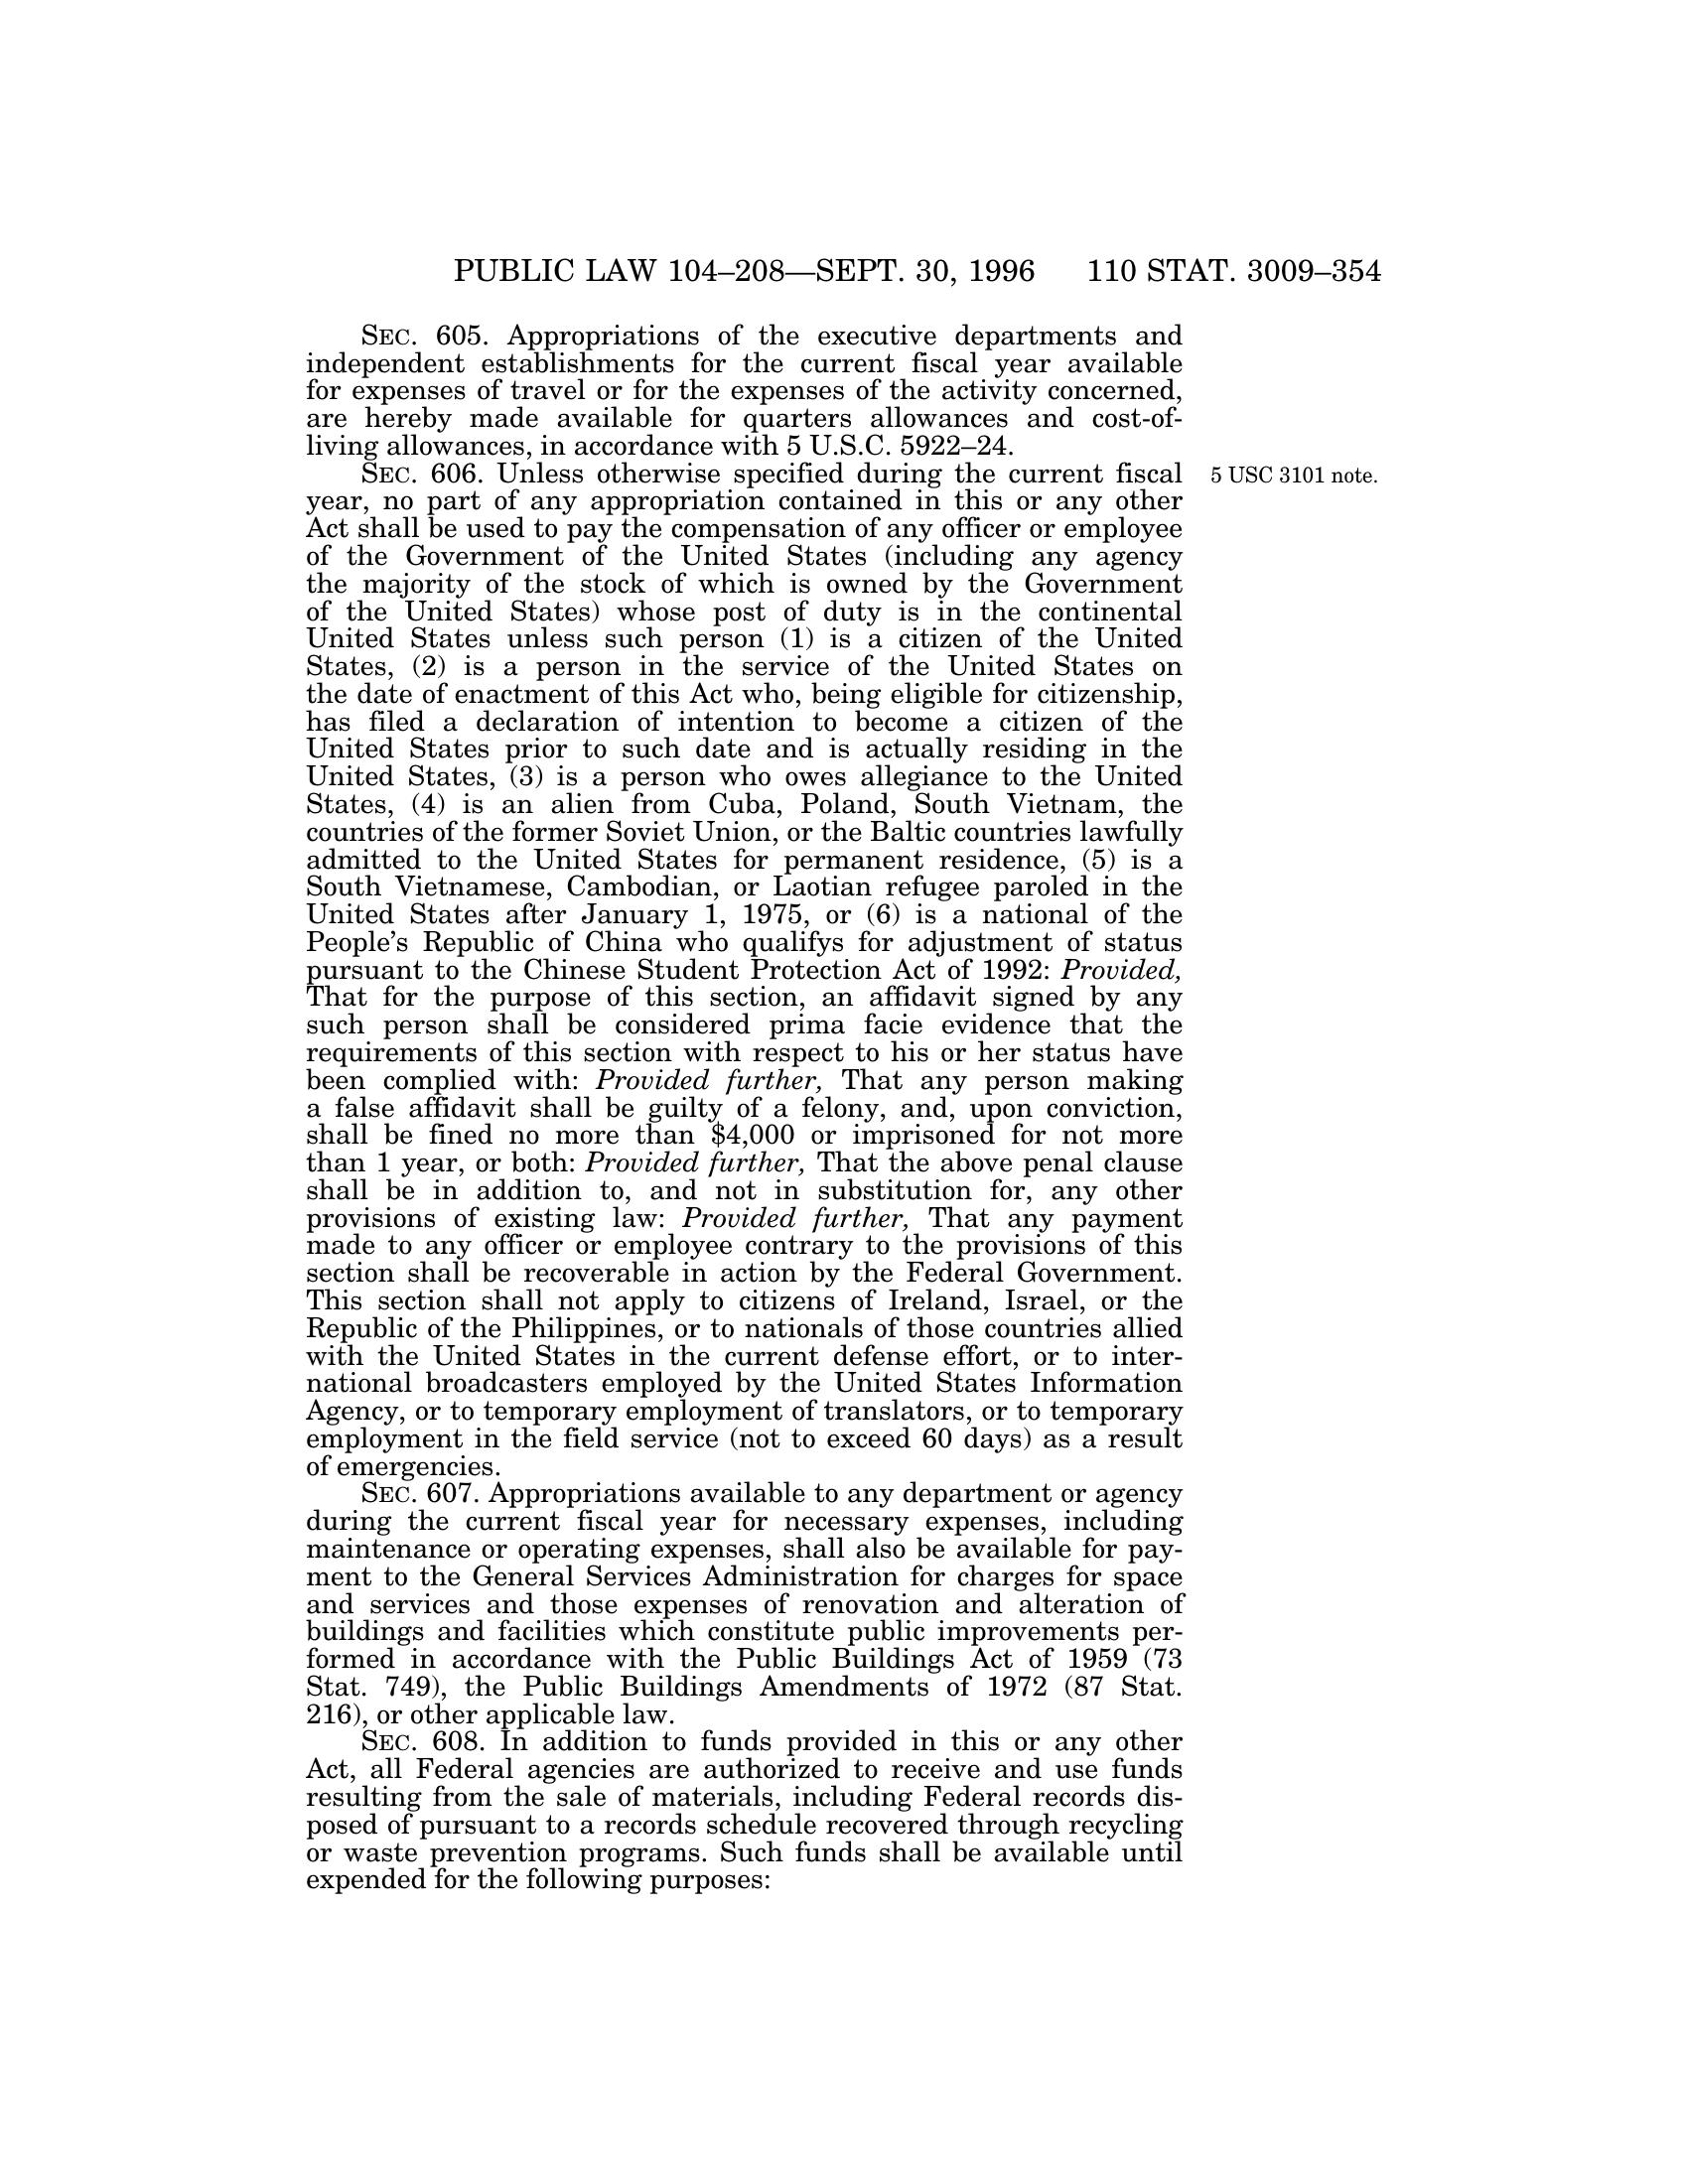 PUBLIC LAW 104–208—SEPT. 30, 1996 110 STAT. 3009–354
SEC. 605. Appropriations of the executive departments and
independent establishments for the current fiscal year available
for expenses of travel or for the expenses of the activity concerned,
are hereby made available for quarters allowances and cost-of-
living allowances, in accordance with 5 U.S.C. 5922–24.
SEC. 606. Unless otherwise specified during the current fiscal
5 USC 3101 note.
year, no part of any appropriation contained in this or any other
Act shall be used to pay the compensation of any officer or employee
of the Government of the United States (including any agency
the majority of the stock of which is owned by the Government
of the United States) whose post of duty is in the continental
United States unless such person (1) is a citizen of the United
States, (2) is a person in the service of the United States on
the date of enactment of this Act who, being eligible for citizenship,
has filed a declaration of intention to become a citizen of the
United States prior to such date and is actually residing in the
United States, (3) is a person who owes allegiance to the United
States, (4) is an alien from Cuba, Poland, South Vietnam, the
countries of the former Soviet Union, or the Baltic countries lawfully
admitted to the United States for permanent residence, (5) is a
South Vietnamese, Cambodian, or Laotian refugee paroled in the
United States after January 1, 1975, or (6) is a national of the
People’s Republic of China who qualifys for adjustment of status
pursuant to the Chinese Student Protection Act of 1992: Provided,
That for the purpose of this section, an affidavit signed by any
such person shall be considered prima facie evidence that the
requirements of this section with respect to his or her status have
been complied with: Provided further, That any person making
a false affidavit shall be guilty of a felony, and, upon conviction,
shall be fined no more than $4,000 or imprisoned for not more
than 1 year, or both: Provided further, That the above penal clause
shall be in addition to, and not in substitution for, any other
provisions of existing law: Provided further, That any payment
made to any officer or employee contrary to the provisions of this
section shall be recoverable in action by the Federal Government.
This section shall not apply to citizens of Ireland, Israel, or the
Republic of the Philippines, or to nationals of those countries allied
with the United States in the current defense effort, or to inter-
national broadcasters employed by the United States Information
Agency, or to temporary employment of translators, or to temporary
employment in the field service (not to exceed 60 days) as a result
of emergencies.
SEC. 607. Appropriations available to any department or agency
during the current fiscal year for necessary expenses, including
maintenance or operating expenses, shall also be available for pay-
ment to the General Services Administration for charges for space
and services and those expenses of renovation and alteration of
buildings and facilities which constitute public improvements per-
formed in accordance with the Public Buildings Act of 1959 (73
Stat. 749), the Public Buildings Amendments of 1972 (87 Stat.
216), or other applicable law.
SEC. 608. In addition to funds provided in this or any other
Act, all Federal agencies are authorized to receive and use funds
resulting from the sale of materials, including Federal records dis-
posed of pursuant to a records schedule recovered through recycling
or waste prevention programs. Such funds shall be available until
expended for the following purposes: